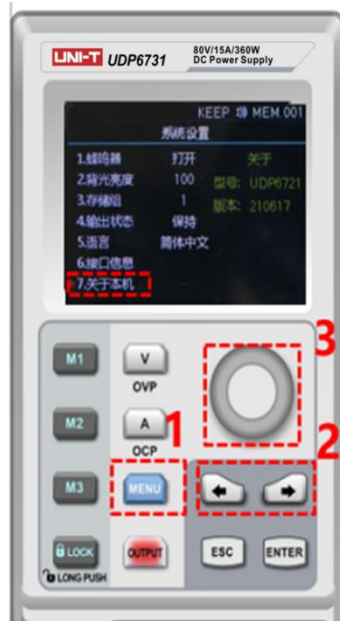 UNI-T UDP6731 80V/15A/360W
DC Power Supply
KEEP MEM.001
系统设置
1.蜂鸣器 打开 关于
2.背光亮度 100 型号: UDP6721
3.存储组 1 版本: 210617
4.输出状态 保持
5.语言 简体中文
6.接口信息
7.关于本机
3
M1 V
OVP
M2 A 1
OCP
2
M3 MENU
LOCK OUTPUT ESC ENTER
LONG PUSH